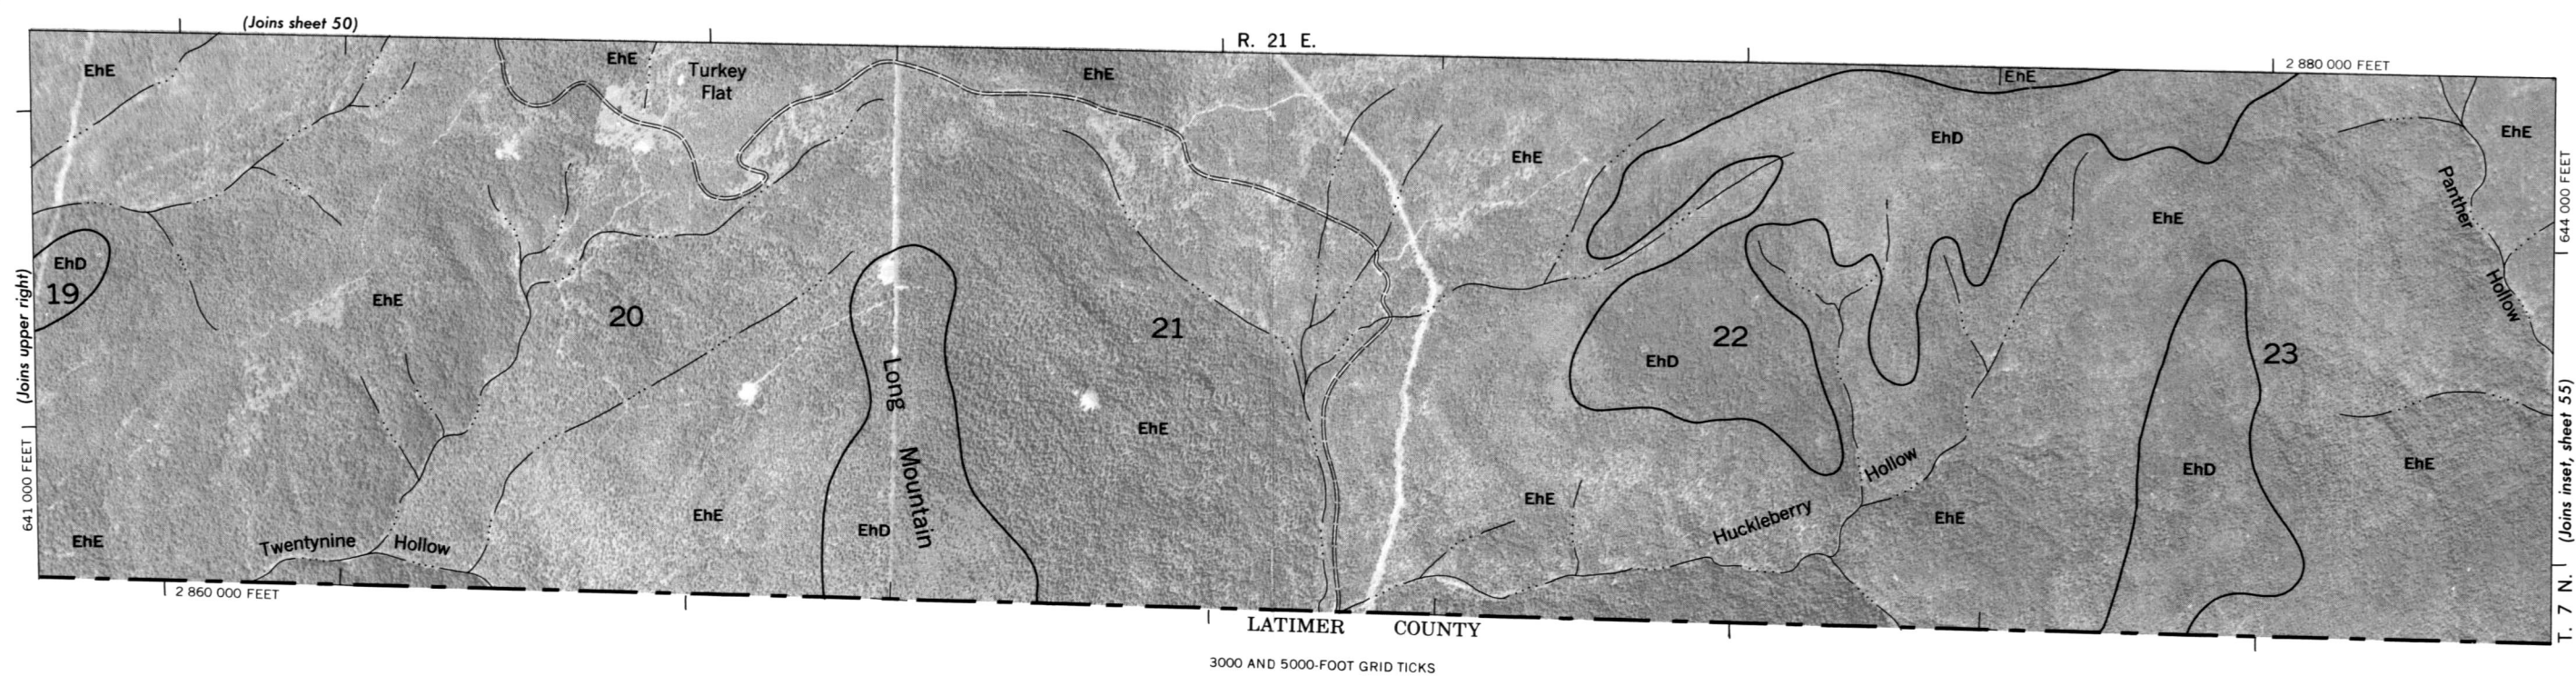 (Joins sheet 50)
R. 21 E.
2 880 000 FEET
EhE
EhE
Turkey
Flat
EhE
EhE
EhD
EhE
EhE
644 000 FEET
Panther
Hollow
EhE
EhD
19
(Joins upper right)
EhE
20
21
22
EhD
23
Long
Mountain
EhE
EhD
EhE
641 000 FEET
EhE
EhE
EhD
EhE
Huckleberry
Hollow
EhE
(Joins inset, sheet 55)
T. 7 N.
EhE
Twentynine
Hollow
2 860 000 FEET
LATIMER COUNTY
3000 AND 5000-FOOT GRID TICKS